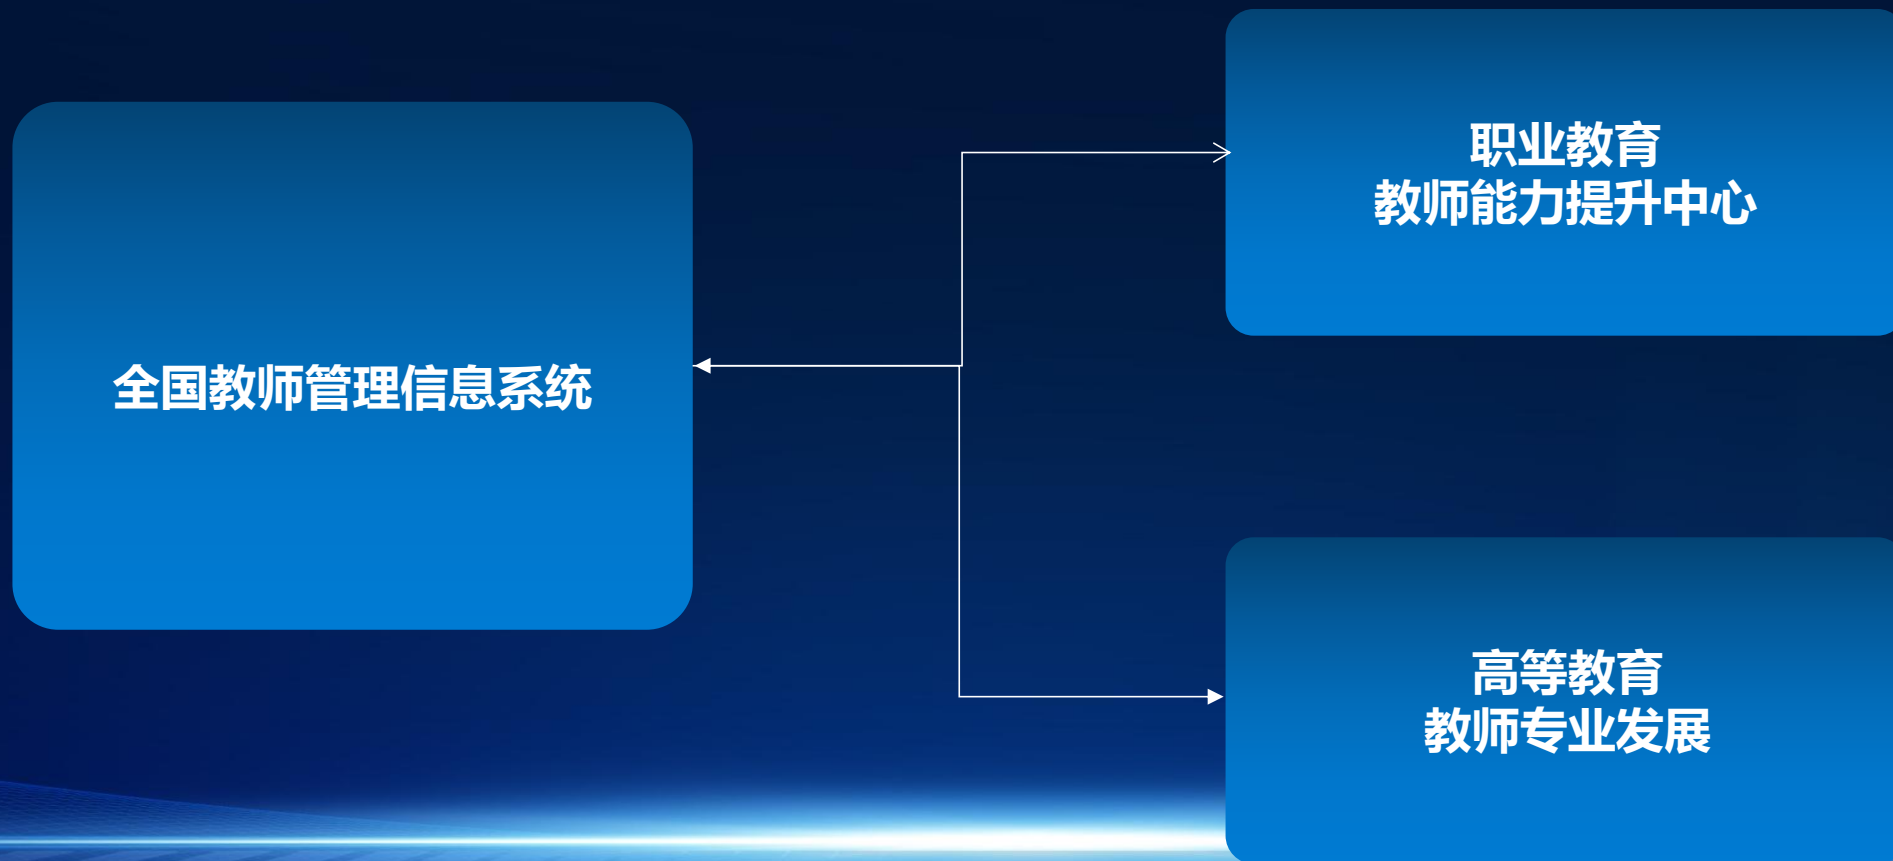 全国教师管理信息系统
职业教育
教师能力提升中心
高等教育
教师专业发展